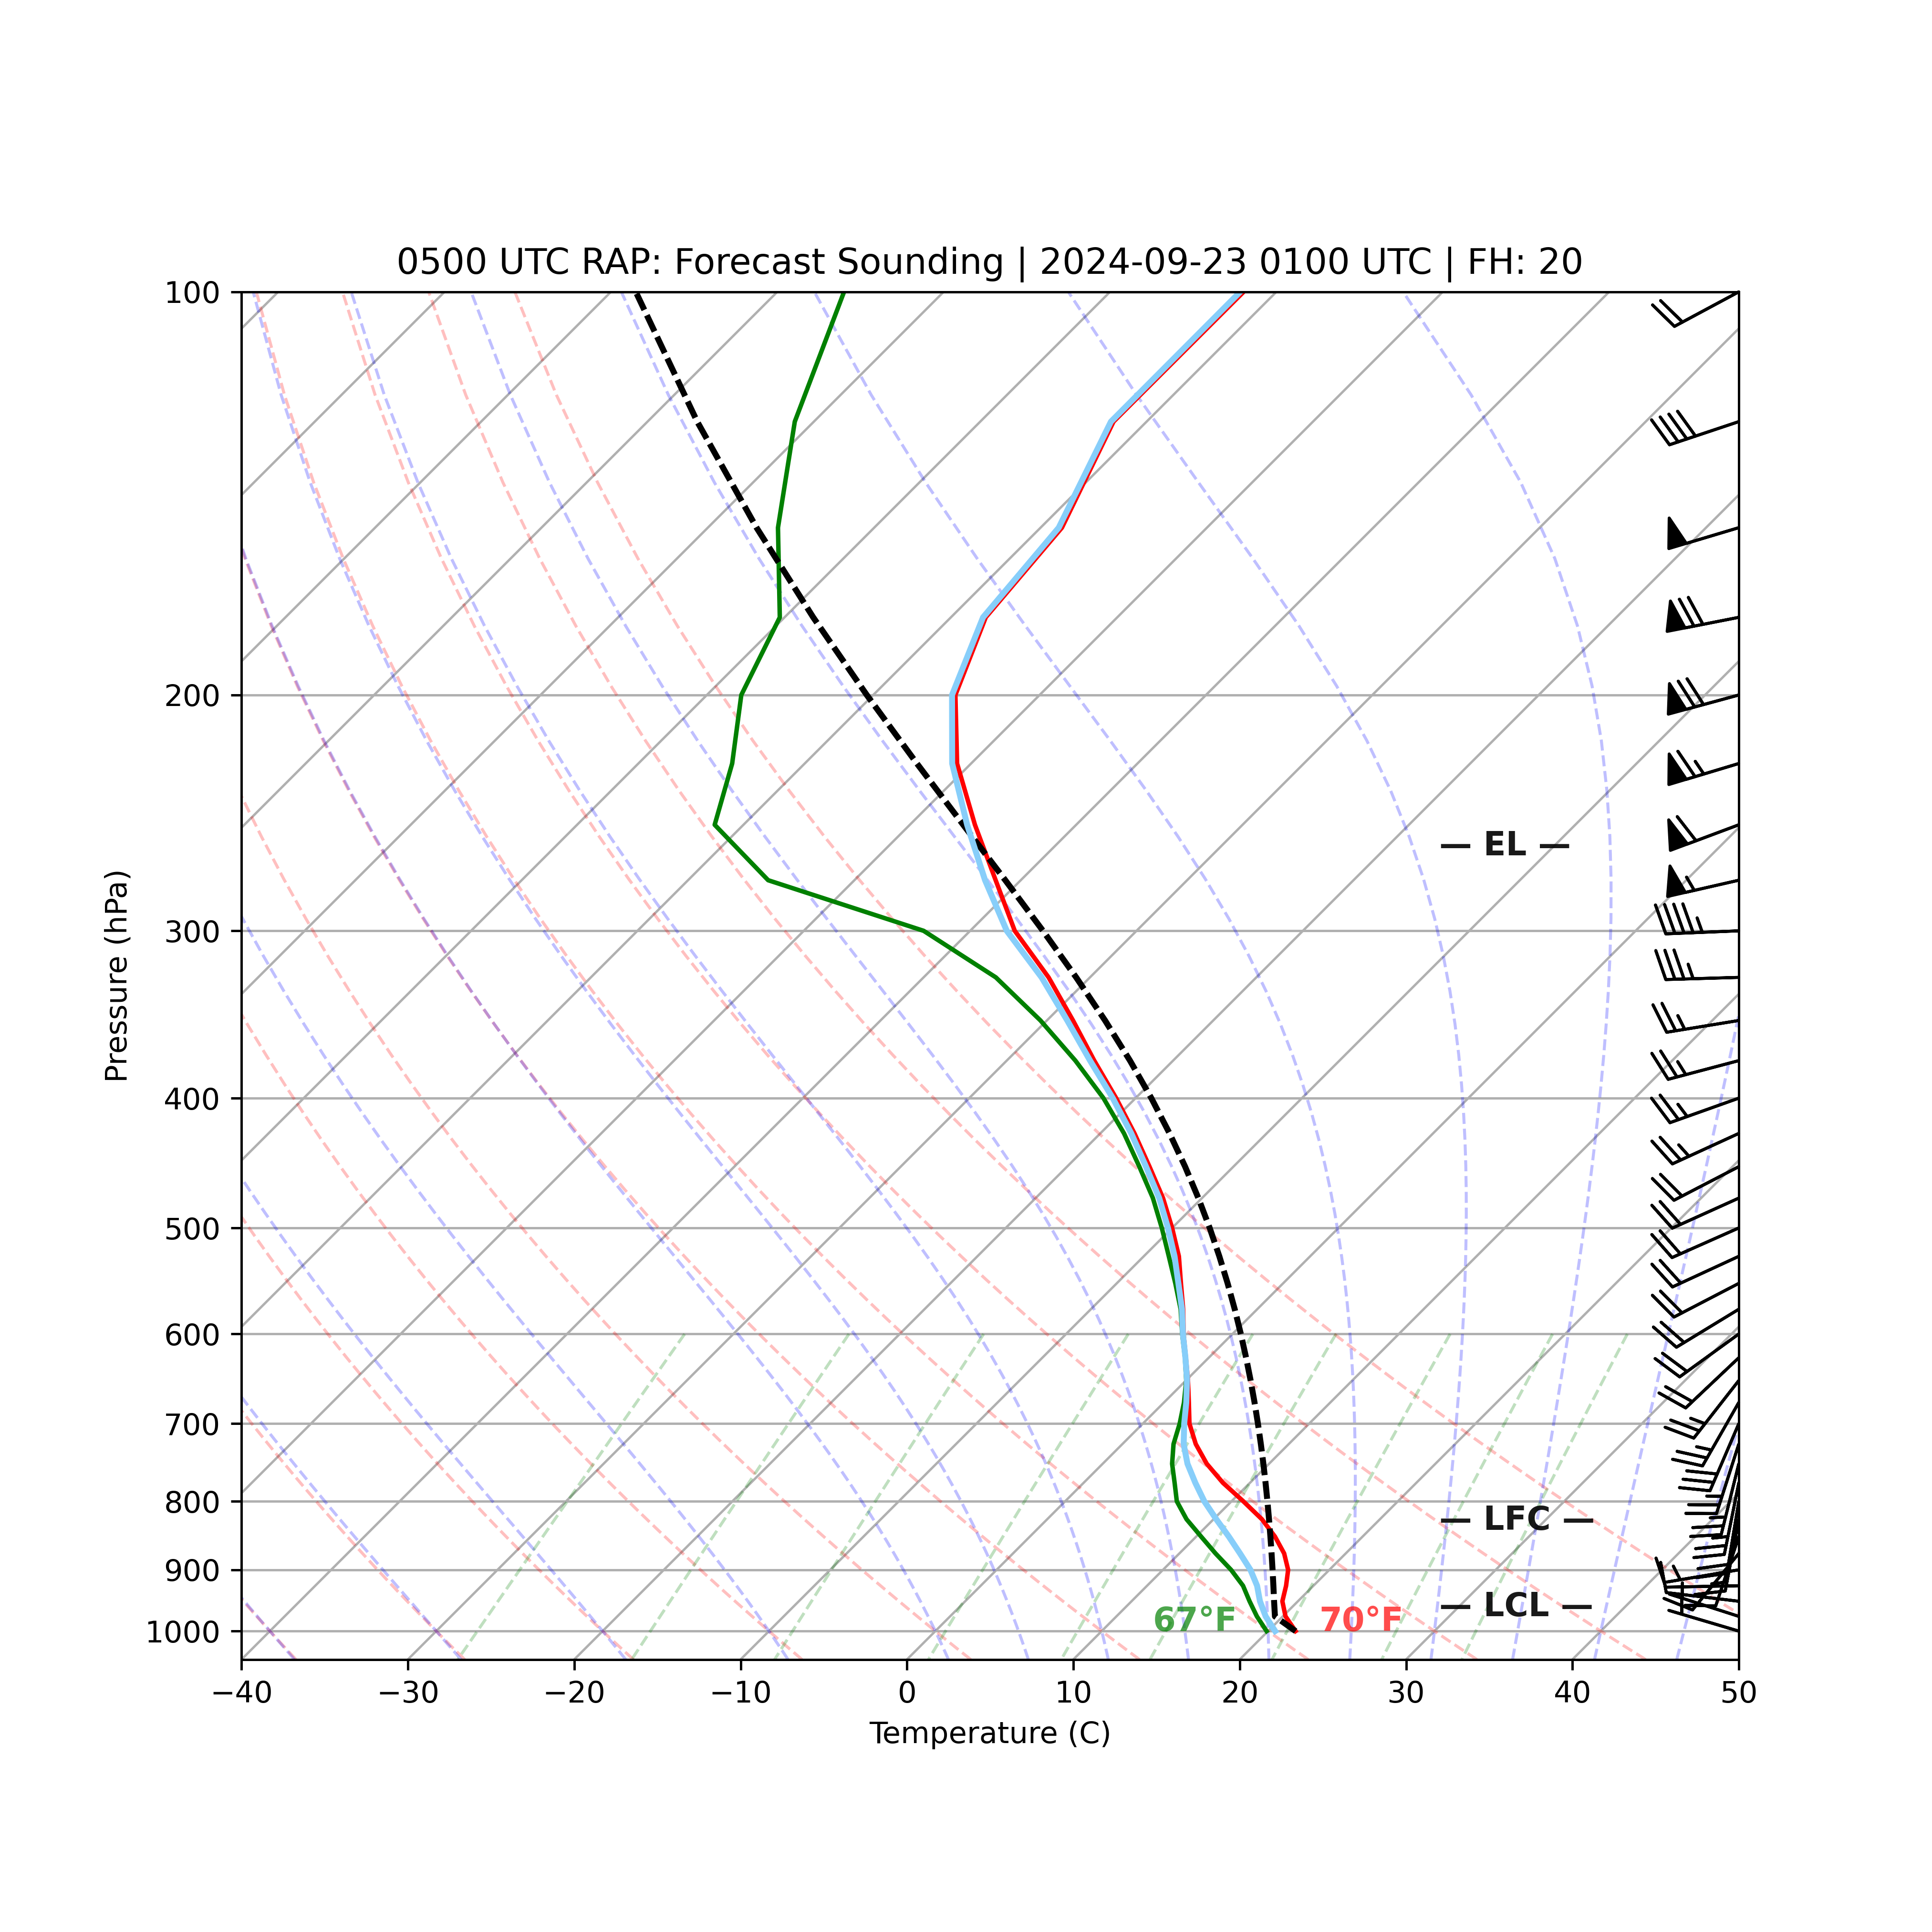 0500 UTC RAP: Forecast Sounding | 2024-09-23 0100 UTC | FH: 20
100
200
— EL —
300
Pressure (hPa)
400
500
600
700
800
— LFC —
900
— LCL —
67°F 70°F
1000
−40 −30 −20 −10 0 10 20 30 40 50
Temperature (C)